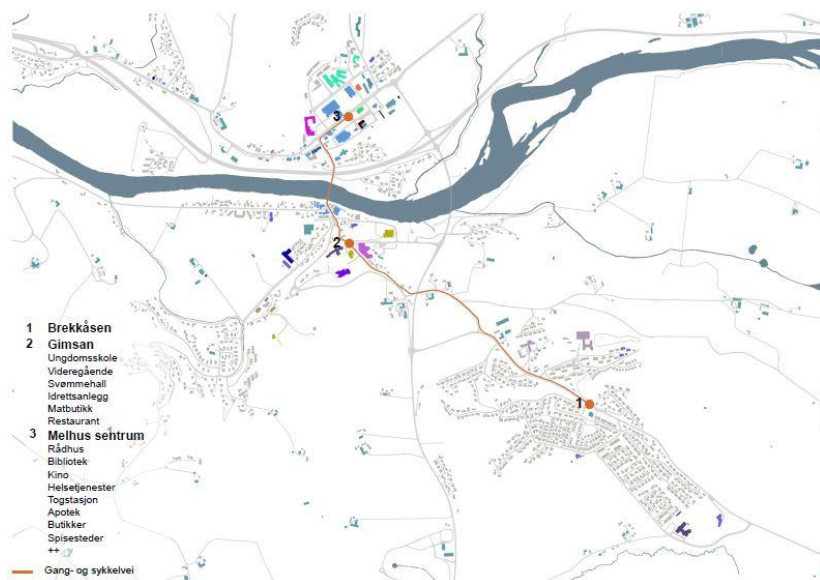 3
2
1
1 Brekkåsen
2 Gimsan
Ungdomsskole
Videregående
Svømmehall
Idrettsanlegg
Matbutikk
Restaurant
3 Melhus sentrum
Rådhus
Bibliotek
Kino
Helsetjenester
Togstasjon
Apotek
Butikker
Spisesteder
++
Gang- og sykkelvei